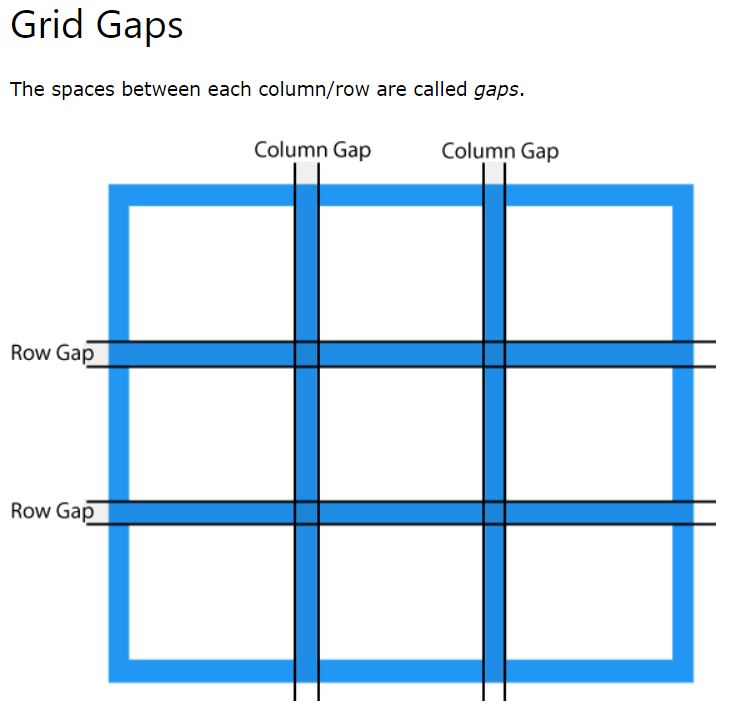 Grid Gaps
The spaces between each column/row are called gaps.
Column Gap Column Gap
Row Gap
Row Gap